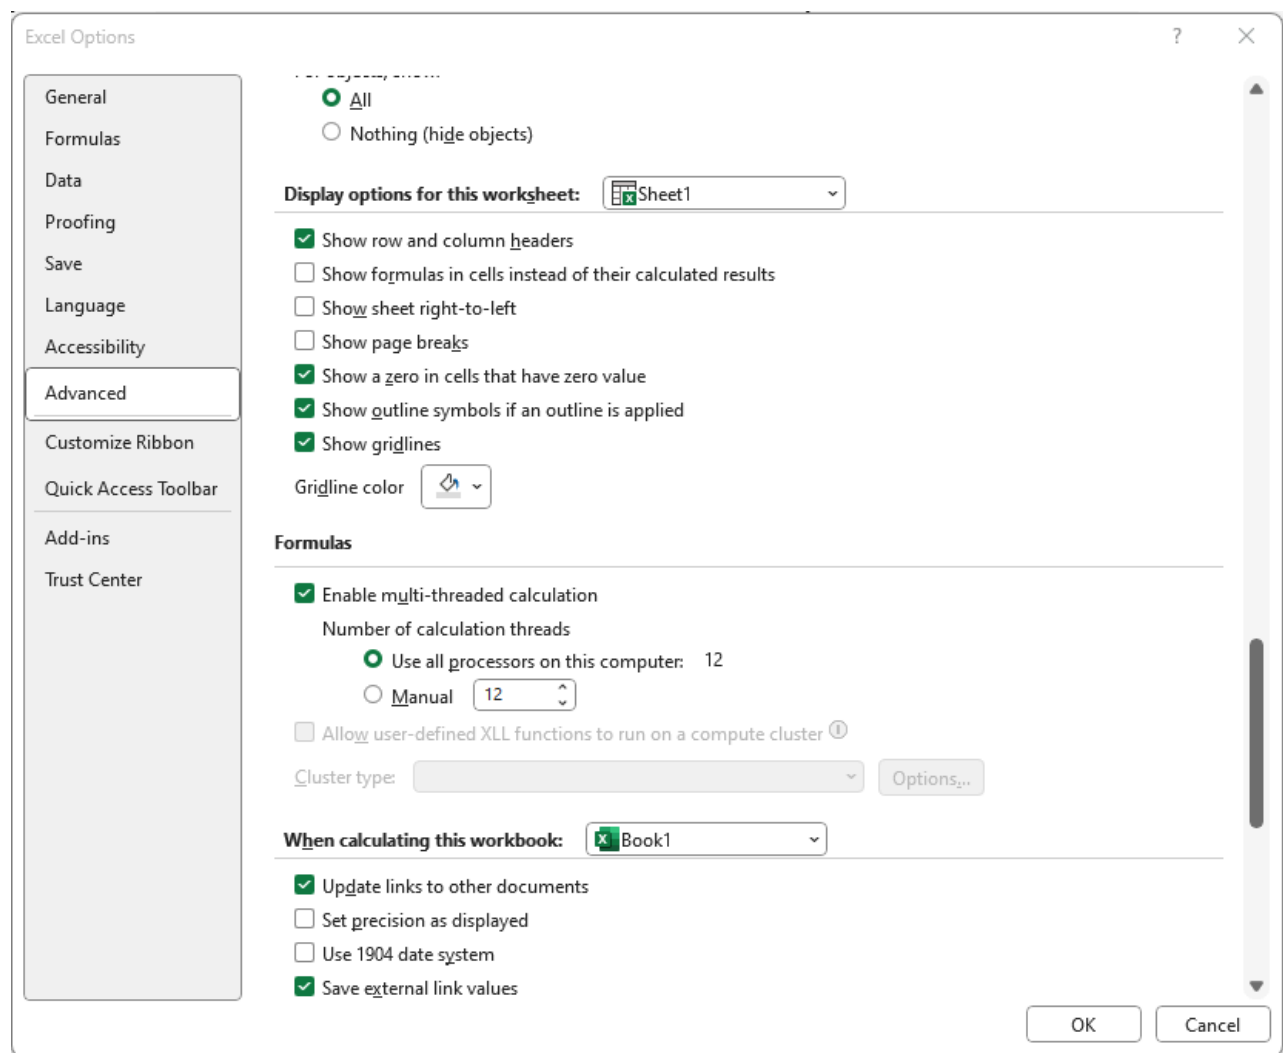 Excel Options
?
General
Formulas
Data
Proofing
Save
Language
Accessibility
Advanced
Customize Ribbon
Quick Access Toolbar
Add-ins
Trust Center
All
Nothing (hide objects)
Display options for this worksheet: Sheet1
Show row and column headers
Show formulas in cells instead of their calculated results
Show sheet right-to-left
Show page breaks
Show a zero in cells that have zero value
Show outline symbols if an outline is applied
Show gridlines
Gridline color
Formulas
Enable multi-threaded calculation
Number of calculation threads
Use all processors on this computer: 12
Manual 12
Allow user-defined XLL functions to run on a compute cluster
Cluster type: Options...
When calculating this workbook: Book1
Update links to other documents
Set precision as displayed
Use 1904 date system
Save external link values
OK Cancel